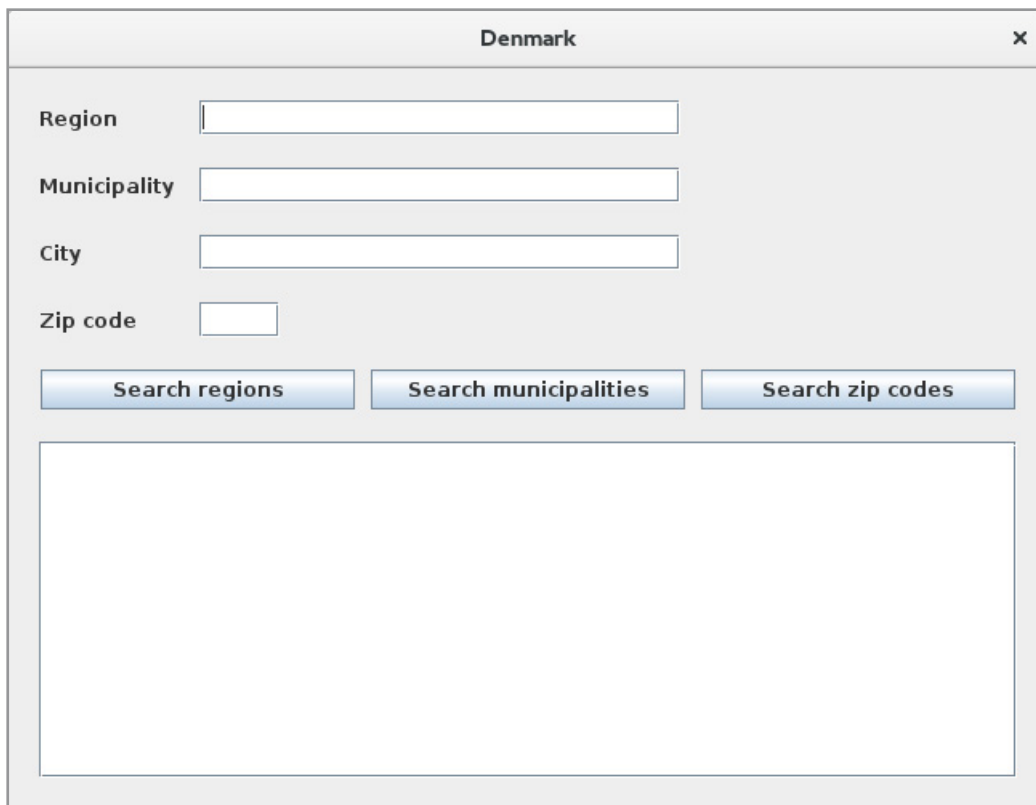 Denmark
Region
Municipality
City
Zip code
Search regions Search municipalities Search zip codes